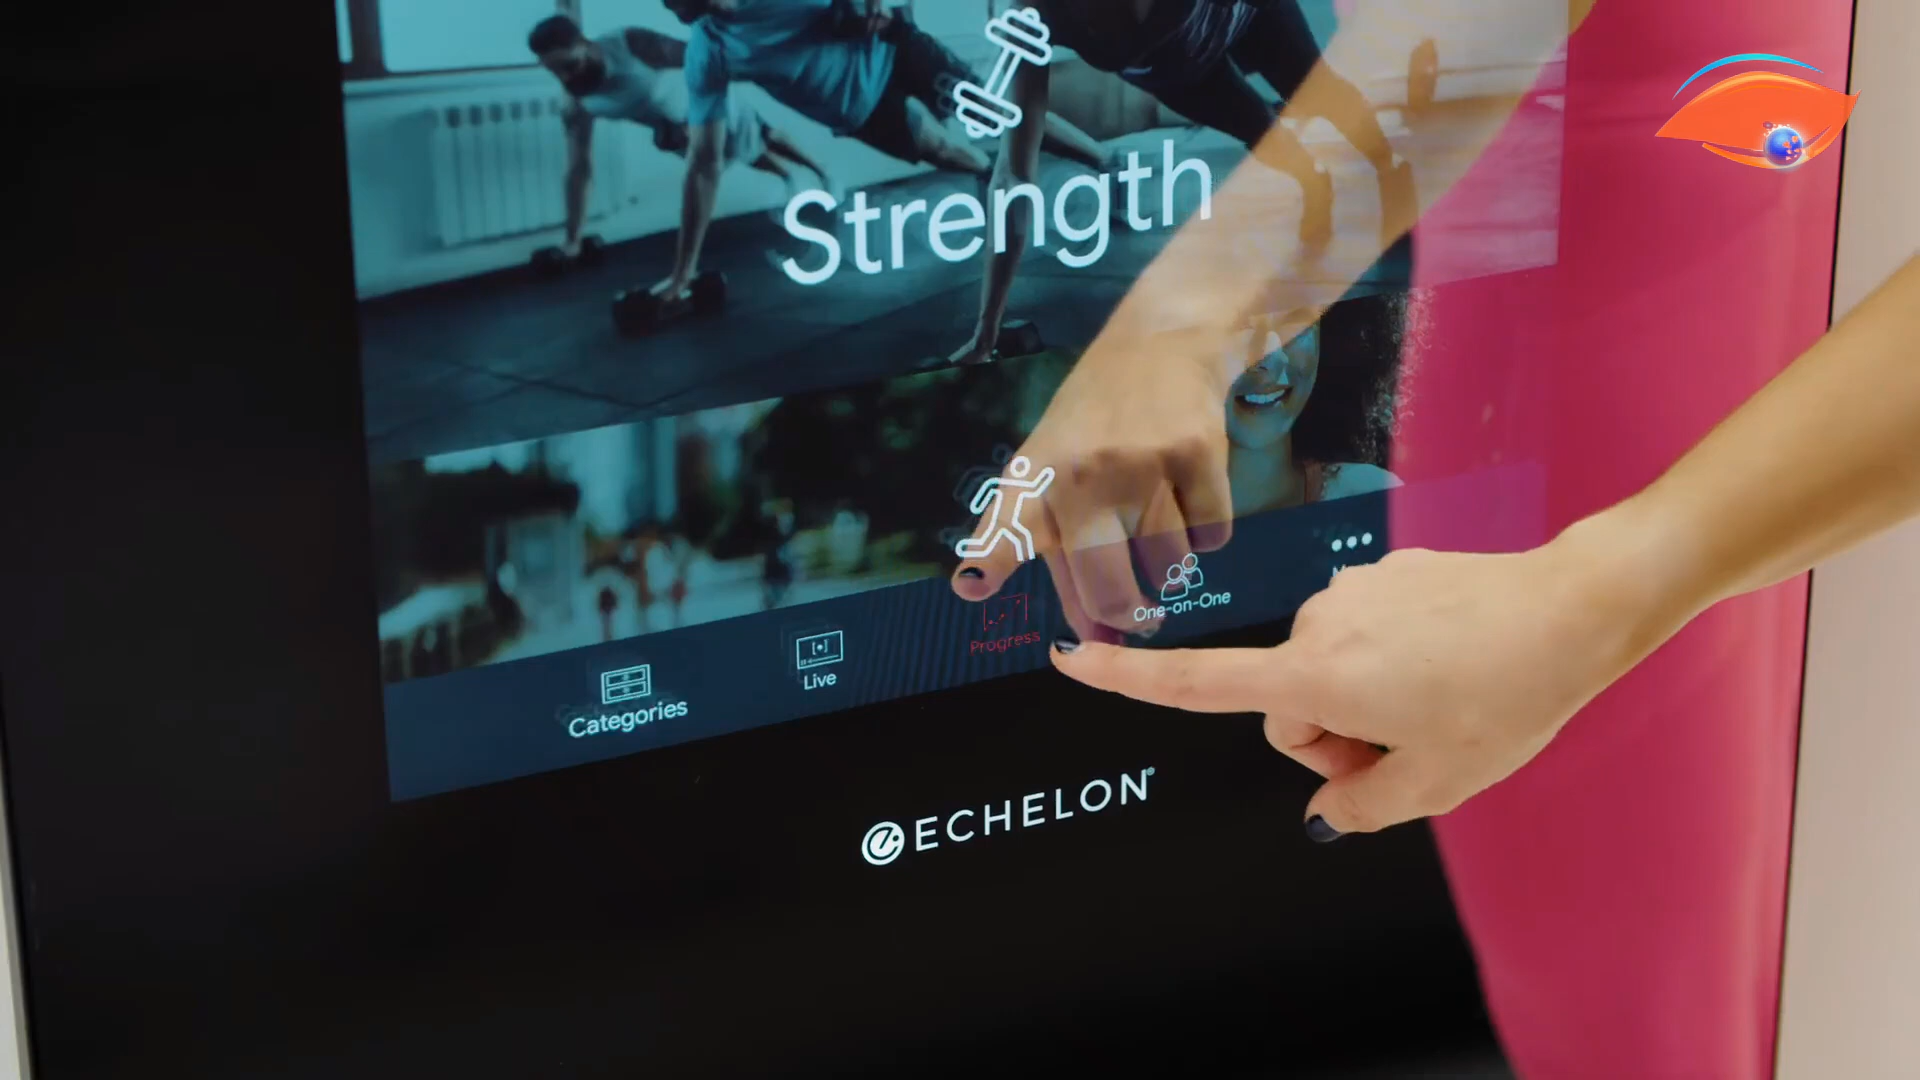 Strength
Categories
Live
Progress
One-on-One
ECHELON®